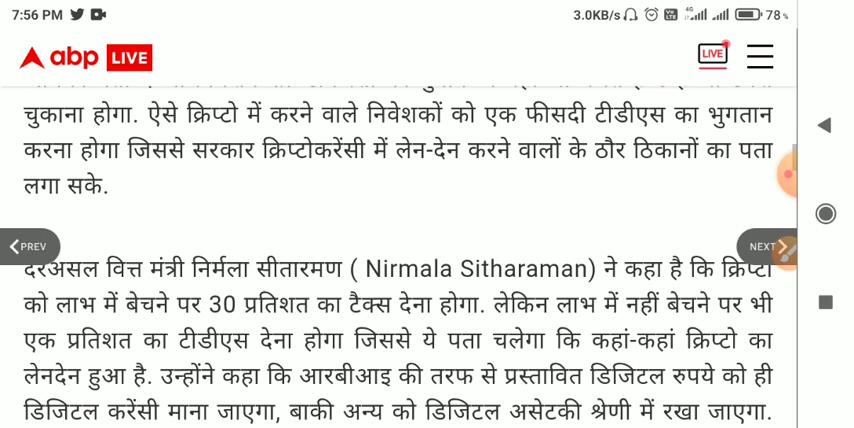 7:56 PM
3.0KB/s 4G 78%
abp LIVE
LIVE
चुकाना होगा. ऐसे क्रिप्टो में करने वाले निवेशकों को एक फीसदी टीडीएस का भुगतान
करना होगा जिससे सरकार क्रिप्टोकरेंसी में लेन-देन करने वालों के ठौर ठिकानों का पता
लगा सके.
PREV
NEXT
दरअसल वित्त मंत्री निर्मला सीतारमण ( Nirmala Sitharaman) ने कहा है कि क्रिप्टो
को लाभ में बेचने पर 30 प्रतिशत का टैक्स देना होगा. लेकिन लाभ में नहीं बेचने पर भी
एक प्रतिशत का टीडीएस देना होगा जिससे ये पता चलेगा कि कहां-कहां क्रिप्टो का
लेनदेन हुआ है. उन्होंने कहा कि आरबीआइ की तरफ से प्रस्तावित डिजिटल रुपये को ही
डिजिटल करेंसी माना जाएगा, बाकी अन्य को डिजिटल असेटकी श्रेणी में रखा जाएगा.